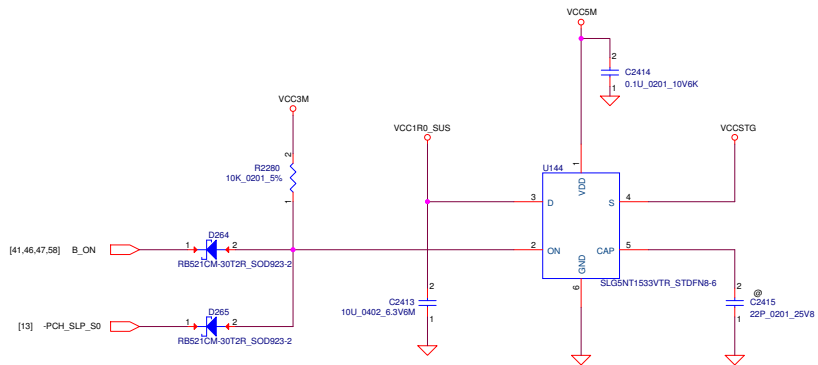 VCC5M
2
C2414
0.1U_0201_10V6K
1
VCC3M
VCC1R0_SUS
VCCSTG
2
R2280
10K_0201_5%
1
U144
1
VDD
3
D
S
4
[41,46,47,58]
B_ON
1
D264
2
RB521CM-30T2R_SOD923-2
2
ON
CAP
5
GND
6
SLG5NT1533VTR_STDFN8-6
2
C2413
10U_0402_6.3V6M
1
2
@
C2415
22P_0201_25V8
1
[13]
-PCH_SLP_S0
1
D265
2
RB521CM-30T2R_SOD923-2